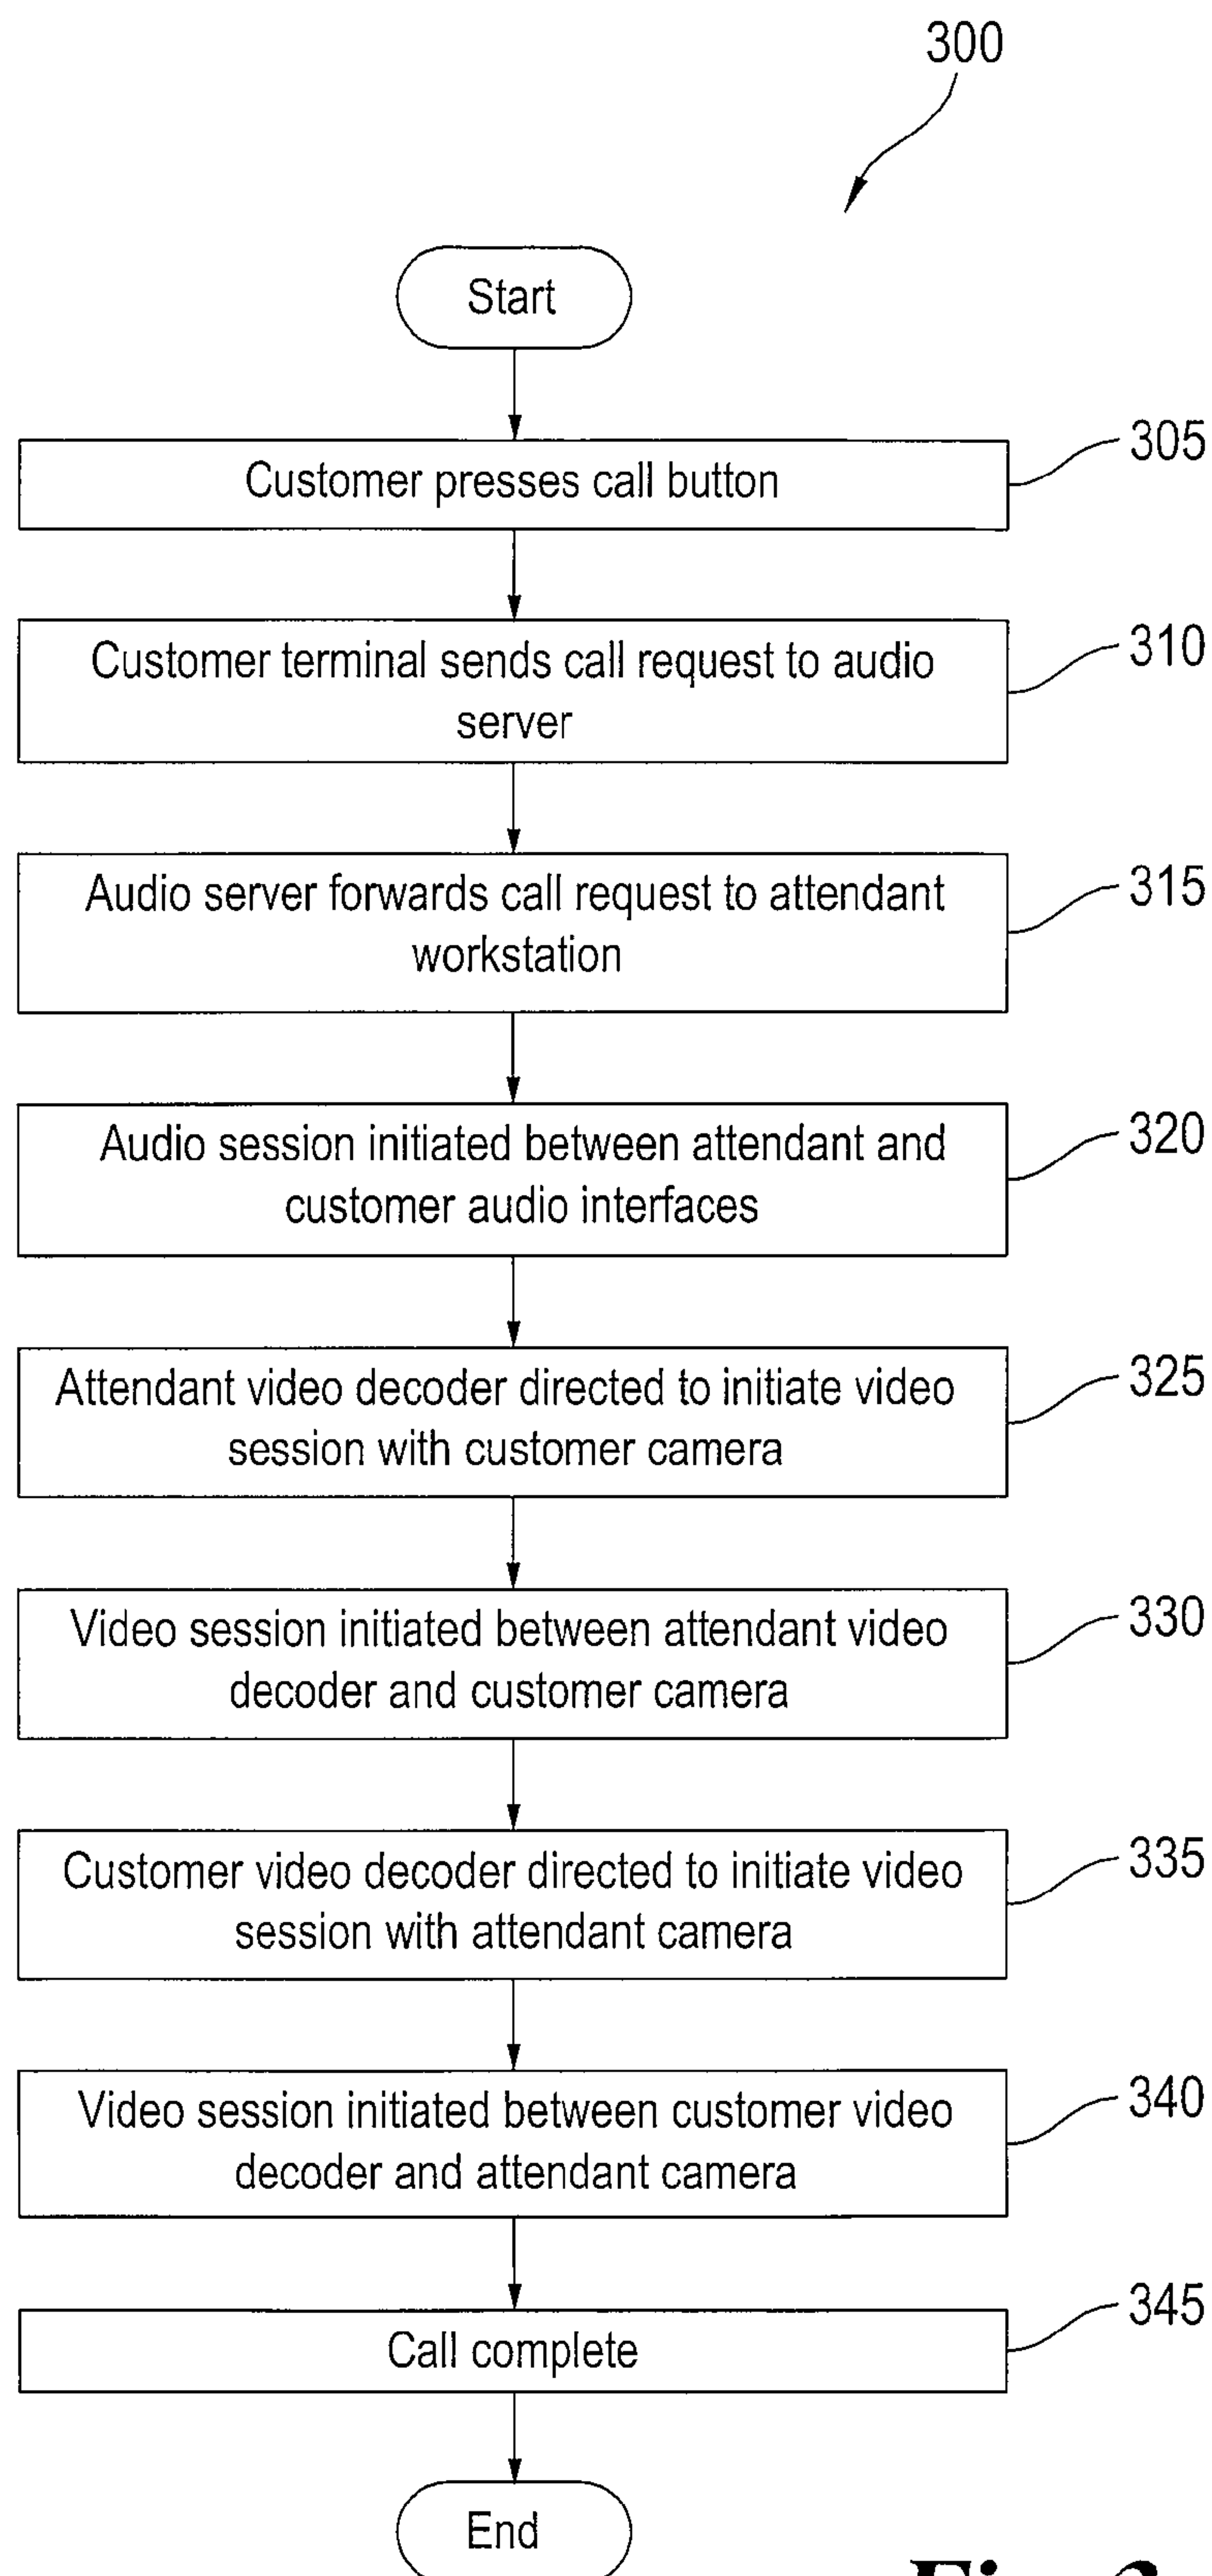 300
Start
Customer presses call button
305
Customer terminal sends call request to audio
server
310
Audio server forwards call request to attendant
workstation
315
Audio session initiated between attendant and
customer audio interfaces
320
Attendant video decoder directed to initiate video
session with customer camera
325
Video session initiated between attendant video
decoder and customer camera
330
Customer video decoder directed to initiate video
session with attendant camera
335
Video session initiated between customer video
decoder and attendant camera
340
Call complete
345
End